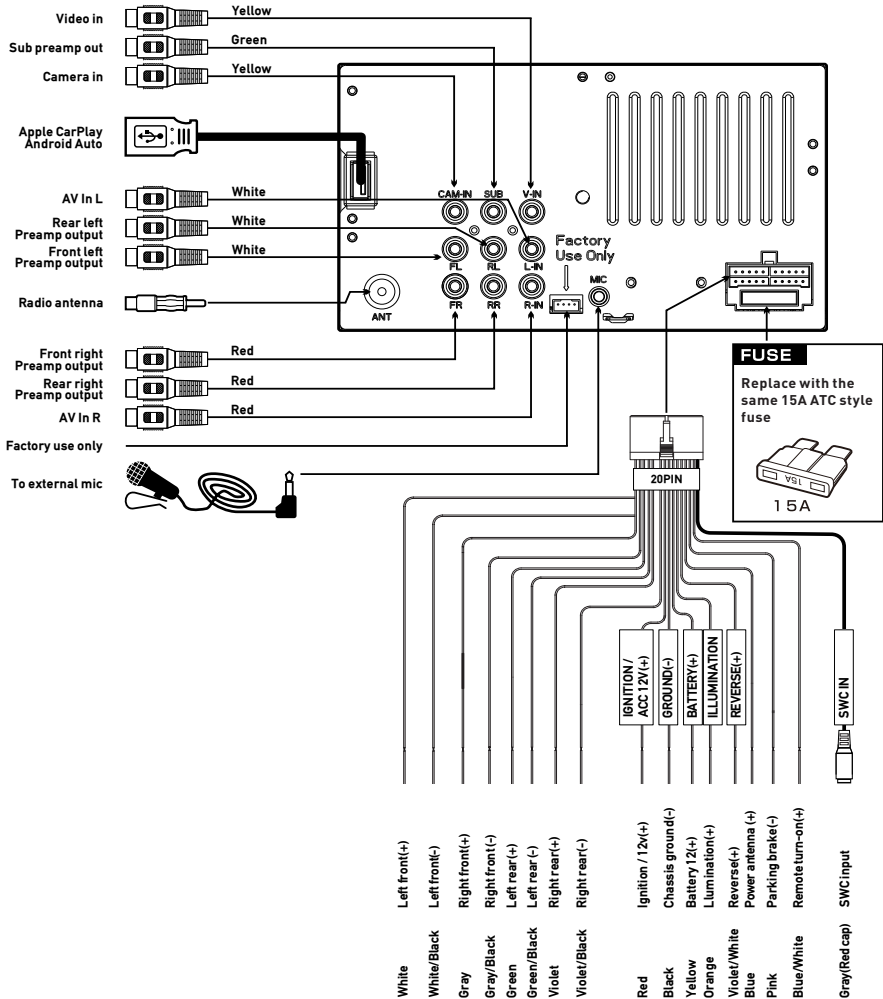 Video in
Yellow
Sub preamp out
Green
Camera in
Yellow
Apple CarPlay
Android Auto
AV In L
White
Rear left
Preamp output
White
Front left
Preamp output
White
Radio antenna
Front right
Preamp output
Red
Rear right
Preamp output
Red
AV In R
Red
Factory use only
To external mic
CAM-IN
SUB
V-IN
FL
RL
L-IN
FR
RR
R-IN
ANT
Factory
Use Only
MIC
FUSE
Replace with the
same 15A ATC style
fuse
15A
15A
20PIN
IGNITION /
ACC 12V(+)
GROUND(-)
BATTERY(+)
ILLUMINATION
REVERSE(+)
SWC IN
White Left front(+)
White/Black Left front(-)
Gray Right front(+)
Gray/Black Right front(-)
Green Left rear(+)
Green/Black Left rear(-)
Violet Right rear(+)
Violet/Black Right rear(-)
Red Ignition / 12v(+)
Black Chassis ground(-)
Yellow Battery 12(+)
Orange Llumination(+)
Violet/White Reverse(+)
Blue Power antenna (+)
Pink Parking brake(-)
Blue/White Remote turn-on(+)
Gray(Red cap) SWC input